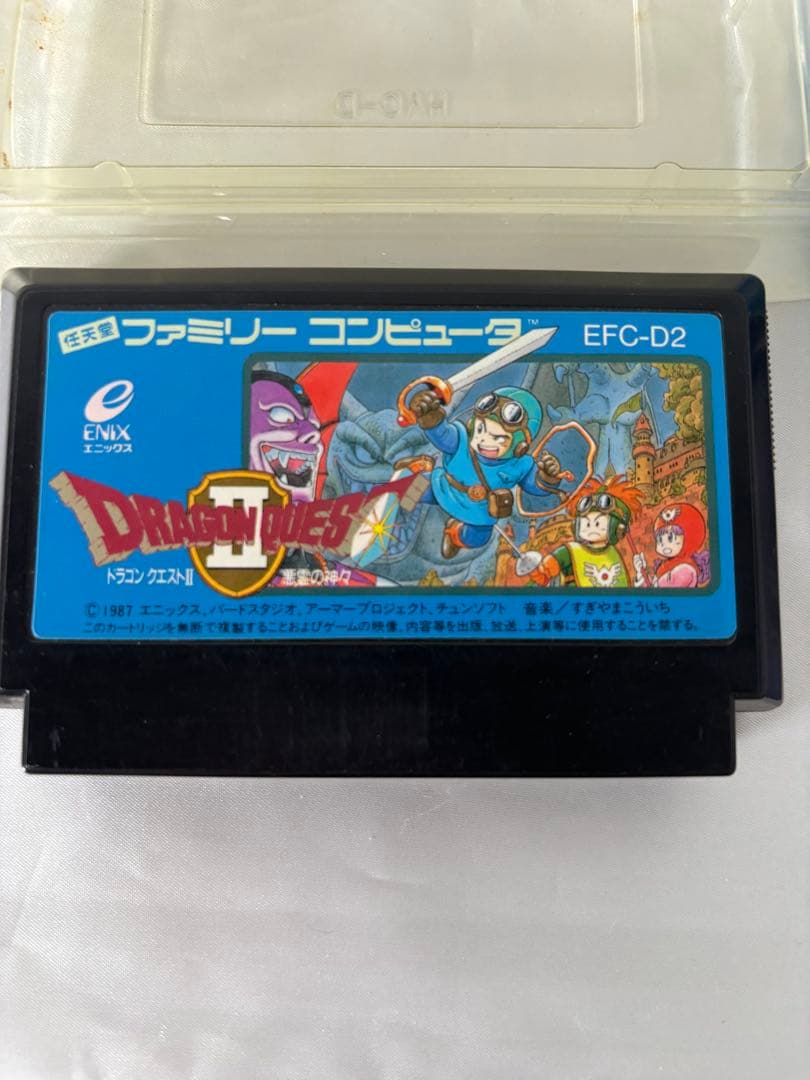 HVC-D
任天堂 ファミリー コンピュータ™ EFC-D2
ENIX
エニックス
DRAGON QUEST
II
ドラゴン クエストII 悪霊の神々
©1987 エニックス、バードスタジオ、アーマープロジェクト、チュンソフト 音楽/すぎやまこういち
このカートリッジを無断で複製することおよびゲームの映像、内容等を出版、放送、上演等に使用することを禁ずる。